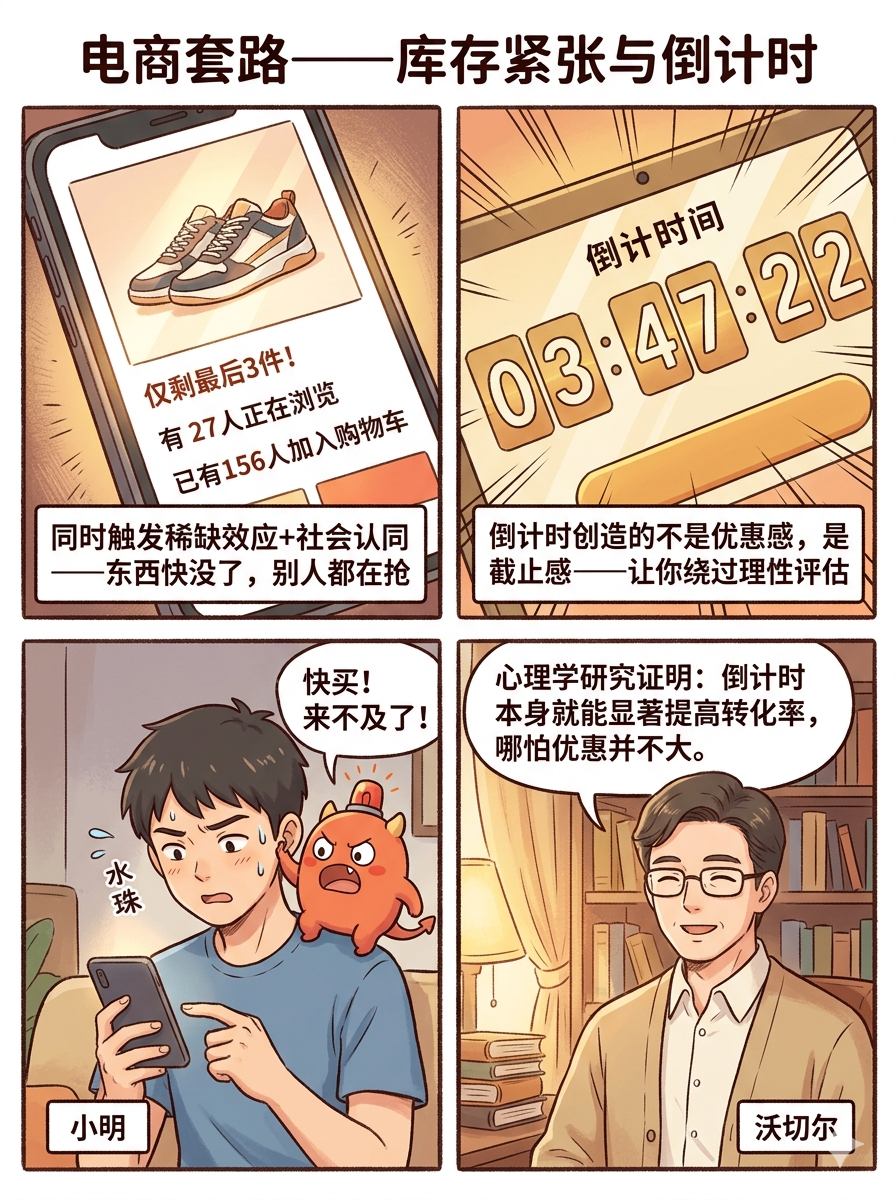 电商套路——库存紧张与倒计时
仅剩最后3件！
有 27人正在浏览
已有156人加入购物车
同时触发稀缺效应+社会认同
——东西快没了，别人都在抢
倒计时间
03:47:22
倒计时创造的不是优惠感，是
截止感——让你绕过理性评估
快买！
来不及了！
水
珠
小明
心理学研究证明：倒计时
本身就能显著提高转化率，
哪怕优惠并不大。
沃切尔